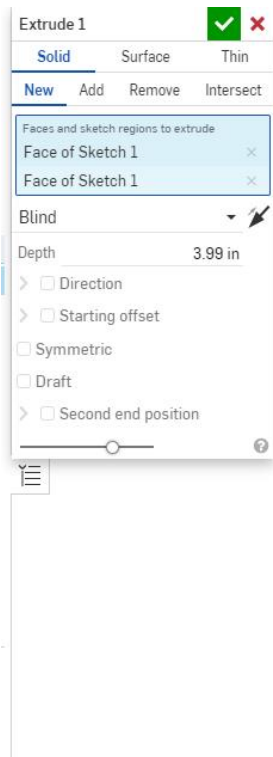 Extrude 1
Solid Surface Thin
New Add Remove Intersect
Faces and sketch regions to extrude
Face of Sketch 1
Face of Sketch 1
Blind
Depth 3.99 in
Direction
Starting offset
Symmetric
Draft
Second end position